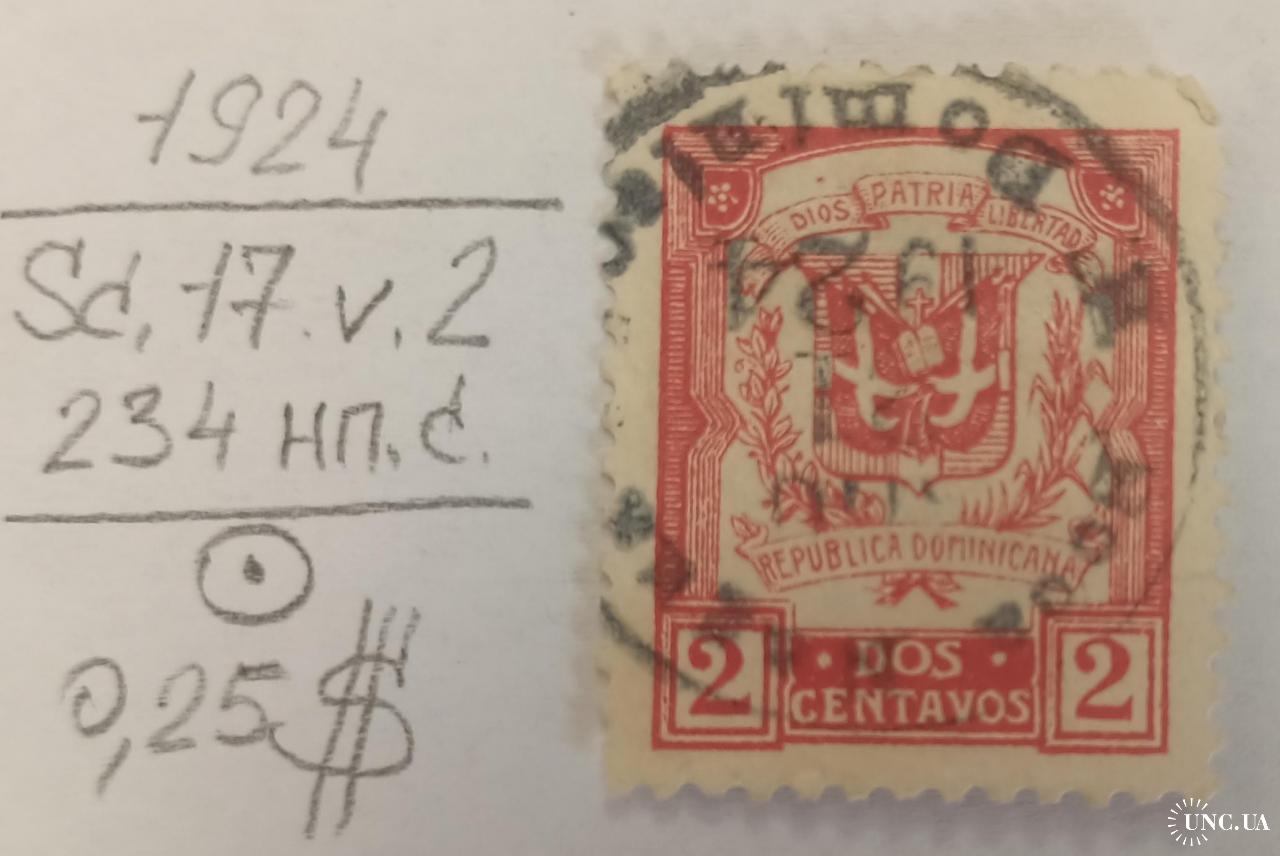 1924
Sc. 17. v. 2
234 нп. с.
0,25 $
DIOS PATRIA LIBERTAD
REPUBLICA DOMINICANA
2 · DOS · 2
CENTAVOS
UNC.UA